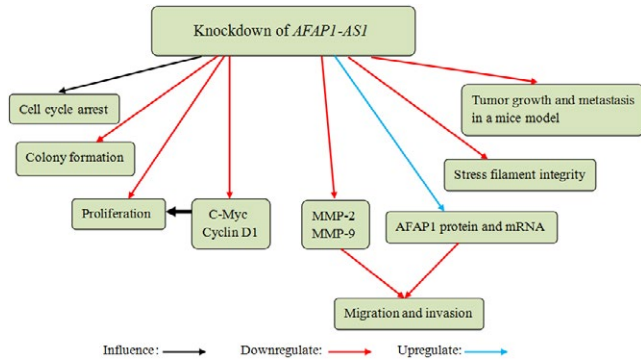 Knockdown of AFAP1-AS1
Cell cycle arrest
Tumor growth and metastasis
in a mice model
Colony formation
Stress filament integrity
Proliferation
C-Myc
Cyclin D1
MMP-2
MMP-9
AFAP1 protein and mRNA
Migration and invasion
Influence: Downregulate: Upregulate: